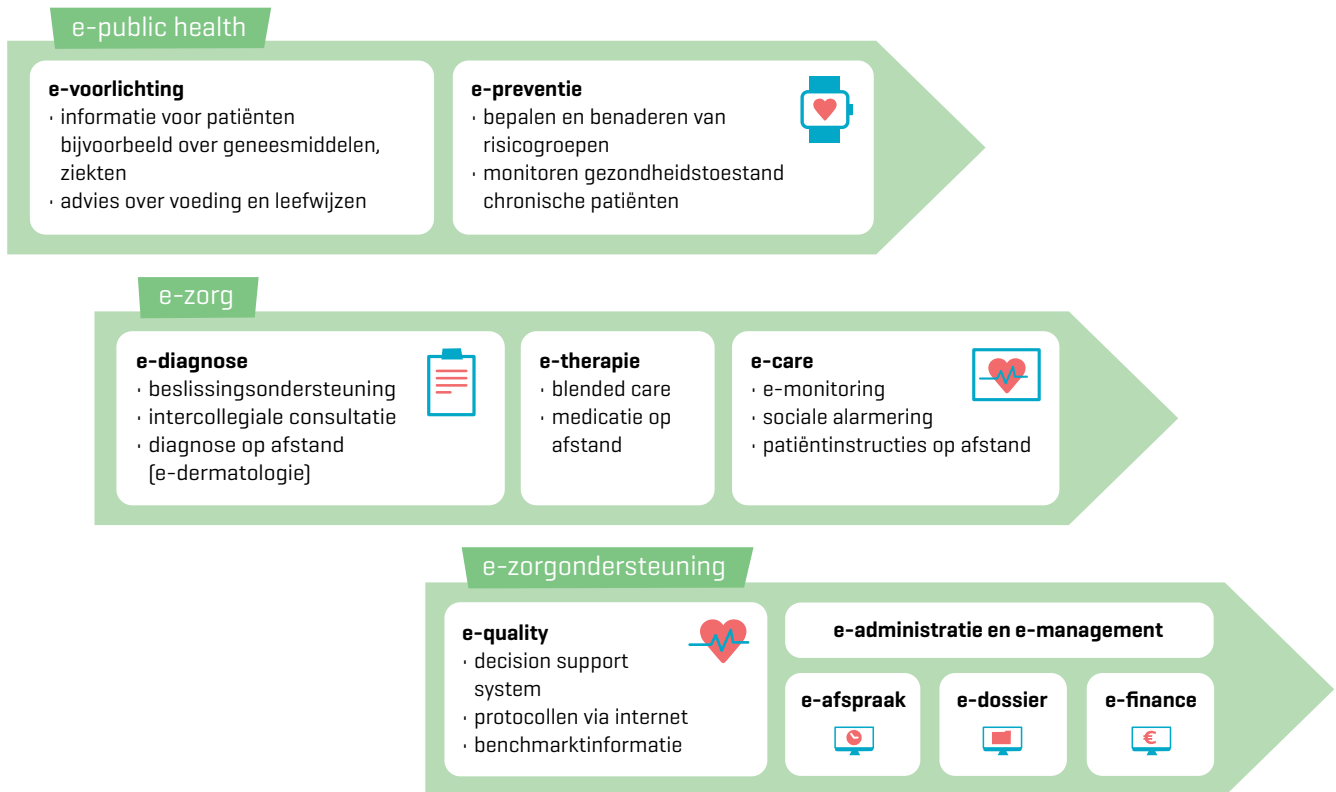 e-public health
e-voorlichting
· informatie voor patiënten
bijvoorbeeld over geneesmiddelen,
ziekten
· advies over voeding en leefwijzen
e-preventie
· bepalen en benaderen van
risicogroepen
· monitoren gezondheidstoestand
chronische patiënten
e-zorg
e-diagnose
· beslissingsondersteuning
· intercollegiale consultatie
· diagnose op afstand
(e-dermatologie)
e-therapie
· blended care
· medicatie op
afstand
e-care
· e-monitoring
· sociale alarmering
· patiëntinstructies op afstand
e-zorgondersteuning
e-quality
· decision support
system
· protocollen via internet
· benchmarktinformatie
e-administratie en e-management
e-afspraak
e-dossier
e-finance
€